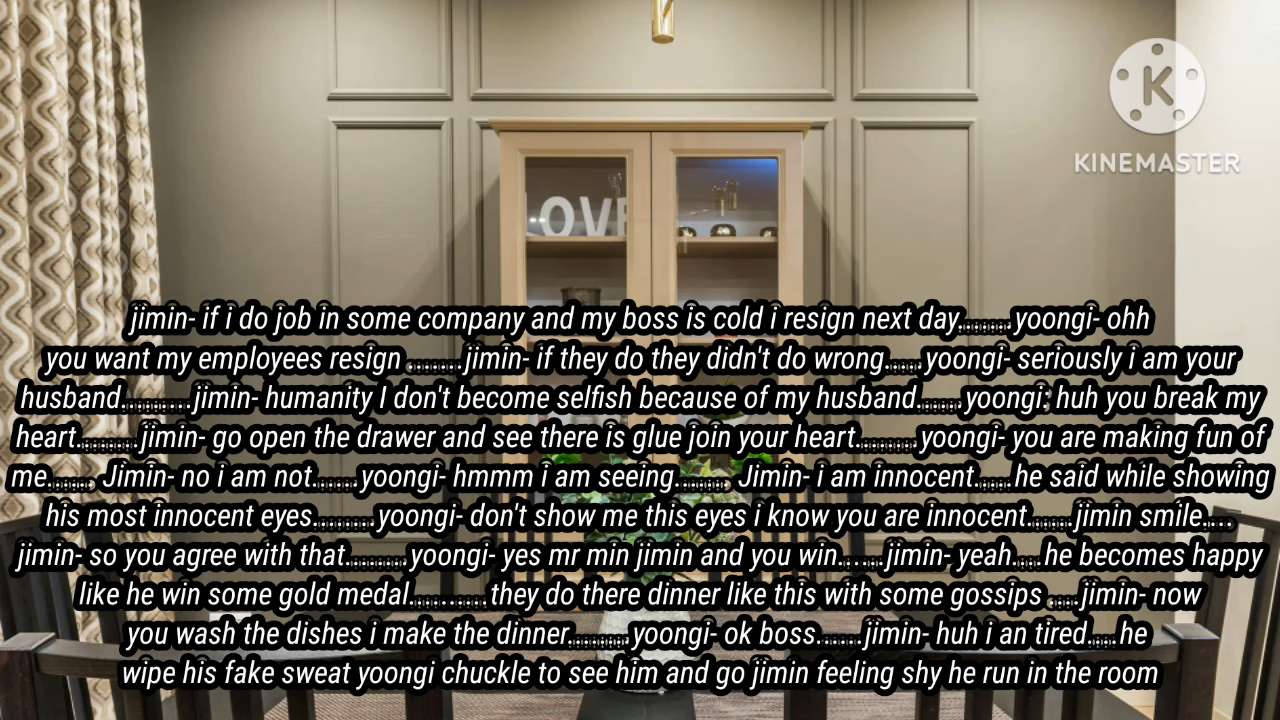 KINEMASTER
OVE
jimin- if i do job in some company and my boss is cold i resign next day........yoongi- ohh
you want my employees resign ........jimin- if they do they didn't do wrong......yoongi- seriously i am your
husband..........jimin- humanity I don't become selfish because of my husband.......yoongi; huh you break my
heart.........jimin- go open the drawer and see there is glue join your heart.........yoongi- you are making fun of
me....... Jimin- no i am not.......yoongi- hmmm i am seeing........ Jimin- i am innocent......he said while showing
his most innocent eyes.........yoongi- don't show me this eyes i know you are innocent.......jimin smile....
jimin- so you agree with that.........yoongi- yes mr min jimin and you win.......jimin- yeah.....he becomes happy
like he win some gold medal...........they do there dinner like this with some gossips .....jimin- now
you wash the dishes i make the dinner.........yoongi- ok boss.......jimin- huh i an tired.....he
wipe his fake sweat yoongi chuckle to see him and go jimin feeling shy he run in the room